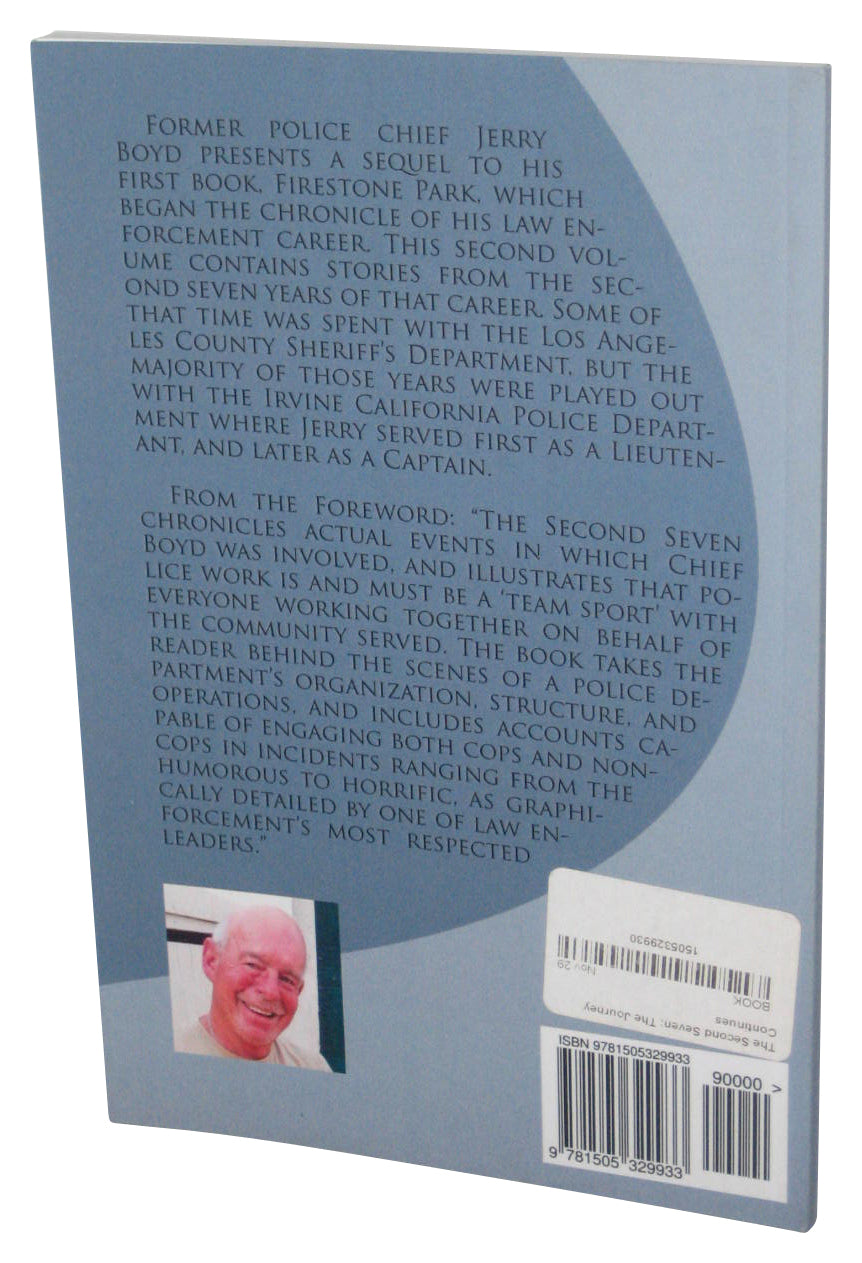 Former police chief Jerry
Boyd presents a sequel to his
first book, Firestone Park, which
began the chronicle of his law en-
forcement career. This second vol-
ume contains stories from the sec-
ond seven years of that career. Some of
that time was spent with the Los Ange-
les County Sheriff's Department, but the
majority of those years were played out
with the Irvine California Police Depart-
ment where Jerry served first as a Lieuten-
ant, and later as a Captain.
From the Foreword: “The Second Seven
chronicles actual events in which Chief
Boyd was involved, and illustrates that po-
lice work is and must be a ‘team sport’ with
everyone working together on behalf of
the community served. The book takes the
reader behind the scenes of a police de-
partment's organization, structure, and
operations, and includes accounts ca-
pable of engaging both cops and non-
cops in incidents ranging from the
humorous to horrific, as graphi-
cally detailed by one of law en-
forcement's most respected
leaders.”
The Second Seven: The Journey
Continues
BOOK
Nov 29
1505329930
ISBN 9781505329933
90000 >
9 781505 329933